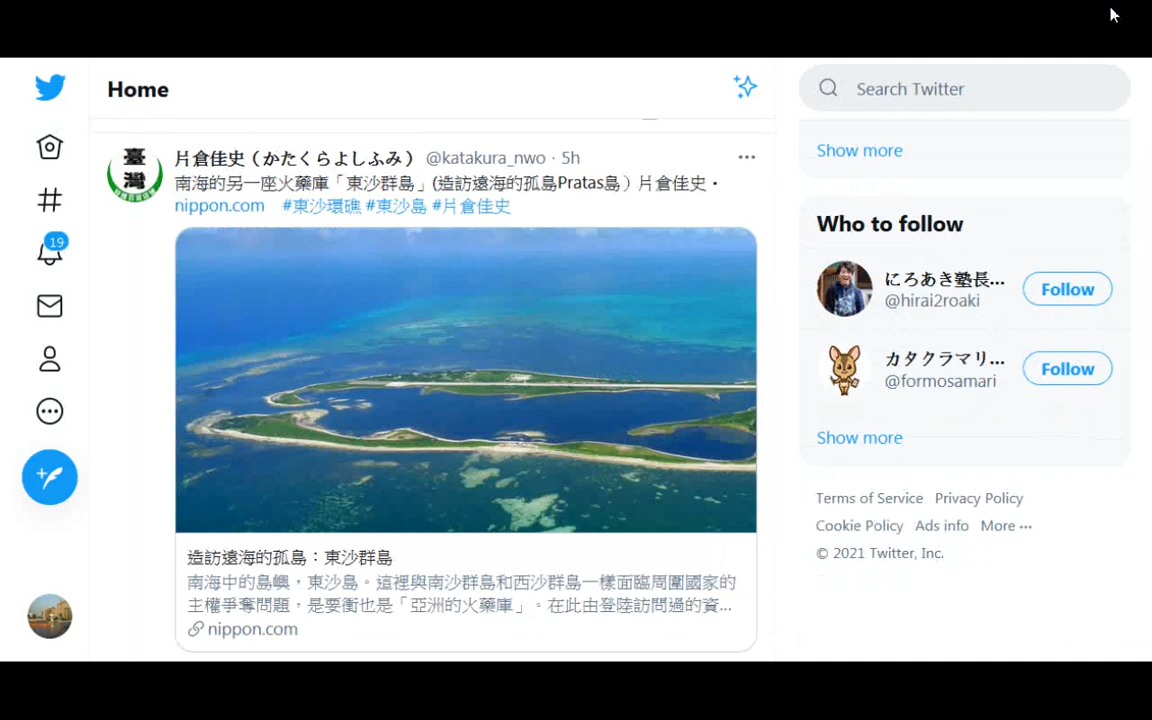 Home
Search Twitter
19
臺灣
片倉佳史（かたくらよしふみ） @katakura_nwo · 5h
南海的另一座火藥庫「東沙群島」(造訪遠海的孤島Pratas島）片倉佳史・
nippon.com #東沙環礁 #東沙島 #片倉佳史
造訪遠海的孤島：東沙群島
南海中的島嶼，東沙島。這裡與南沙群島和西沙群島一樣面臨周圍國家的
主權爭奪問題，是要衝也是「亞洲的火藥庫」。在此由登陸訪問過的資...
nippon.com
Show more
Who to follow
にろあき塾長...
@hirai2roaki
Follow
カタクラマリ...
@formosamari
Follow
Show more
Terms of Service Privacy Policy
Cookie Policy Ads info More ···
© 2021 Twitter, Inc.